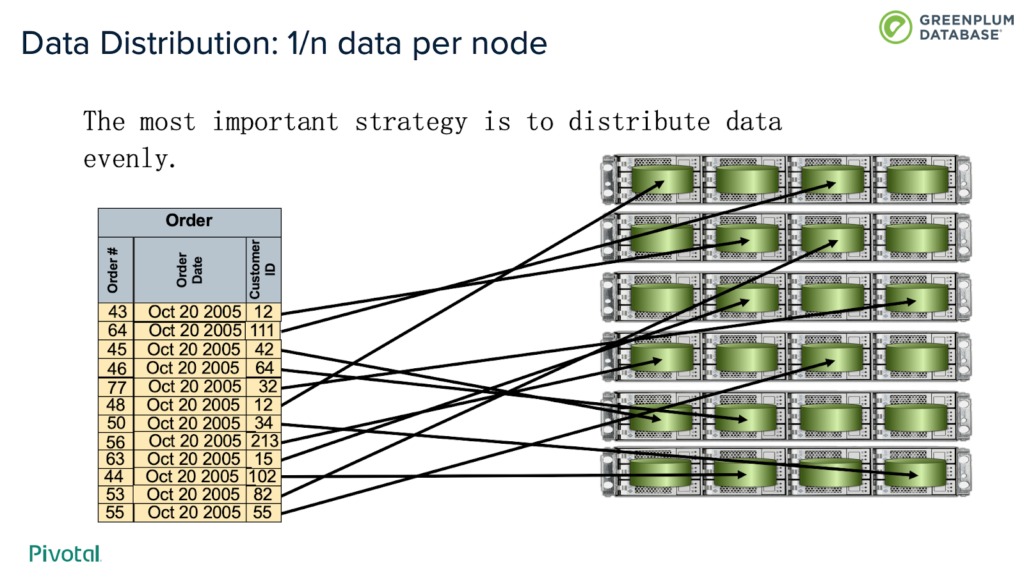 Data Distribution: 1/n data per node
GREENPLUM
DATABASE
The most important strategy is to distribute data
evenly.
Order
Order # Order Date Customer ID
43 Oct 20 2005 12
64 Oct 20 2005 111
45 Oct 20 2005 42
46 Oct 20 2005 64
77 Oct 20 2005 32
48 Oct 20 2005 12
50 Oct 20 2005 34
56 Oct 20 2005 213
63 Oct 20 2005 15
44 Oct 20 2005 102
53 Oct 20 2005 82
55 Oct 20 2005 55
Pivotal